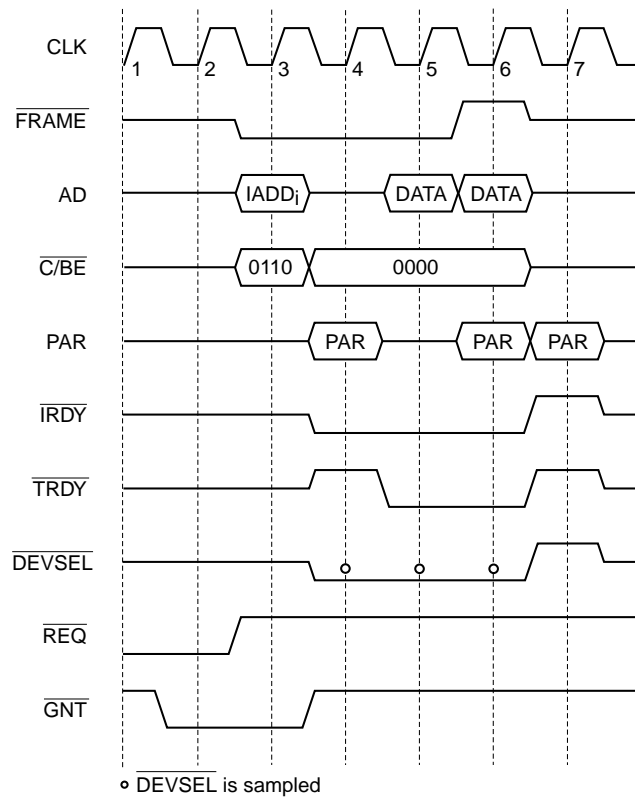 CLK
1 2 3 4 5 6 7
FRAME
AD
IADDi DATA DATA
C/BE
0110 0000
PAR
PAR PAR PAR
IRDY
TRDY
DEVSEL
REQ
GNT
DEVSEL is sampled